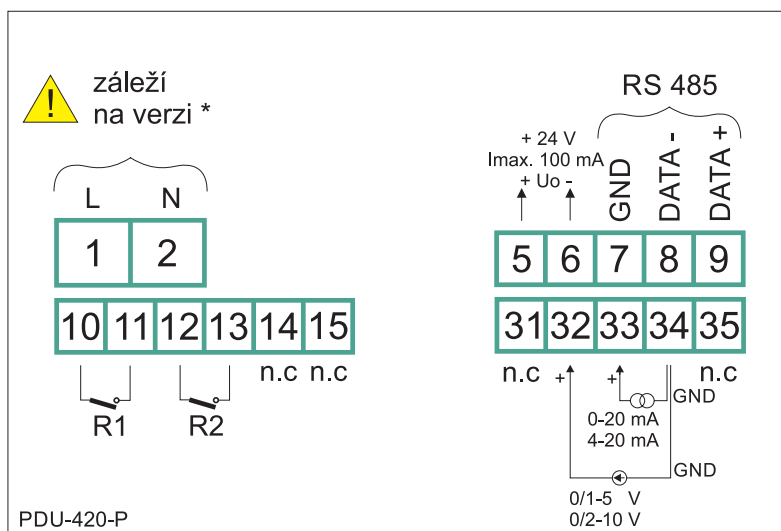 !
záleží
na verzi *
L N
1 2
10 11 12 13 14 15
n.c n.c
R1 R2
RS 485
+ 24 V
Imax. 100 mA
+ Uo -
GND
DATA -
DATA +
5 6 7 8 9
31 32 33 34 35
n.c + + n.c
GND
0-20 mA
4-20 mA
GND
0/1-5 V
0/2-10 V
PDU-420-P